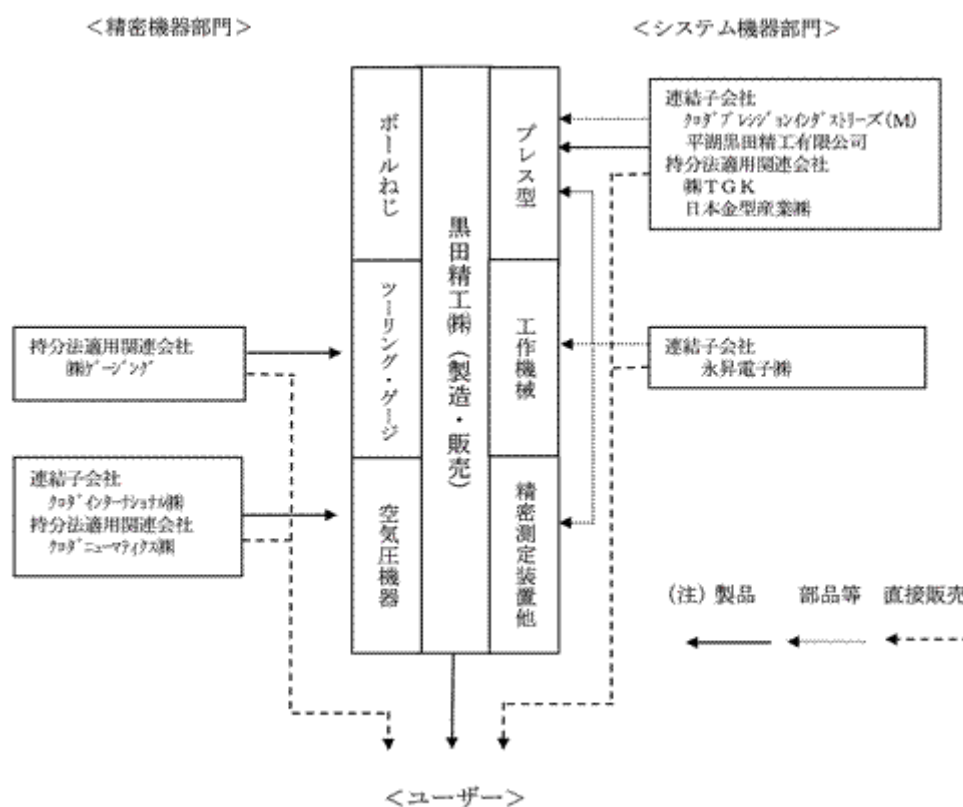 ＜精密機器部門＞
＜システム機器部門＞
ボールねじ
ツーリング・ゲージ
空気圧機器
黒田精工㈱（製造・販売）
プレス型
工作機械
精密測定装置他
連結子会社
ｸﾛﾀﾞﾌﾟﾚｼｼﾞｮﾝｲﾝﾀﾞｽﾄﾘｰｽﾞ(M)
平湖黒田精工有限公司
持分法適用関連会社
㈱ＴＧＫ
日本金型産業㈱
持分法適用関連会社
㈱ｹﾞｰｼﾞﾝｸﾞ
連結子会社
永昇電子㈱
連結子会社
ｸﾛﾀﾞｲﾝﾀｰﾅｼｮﾅﾙ㈱
持分法適用関連会社
ｸﾛﾀﾞﾆｭｰﾏﾃｨｸｽ㈱
(注) 製品　部品等　直接販売
＜ユーザー＞